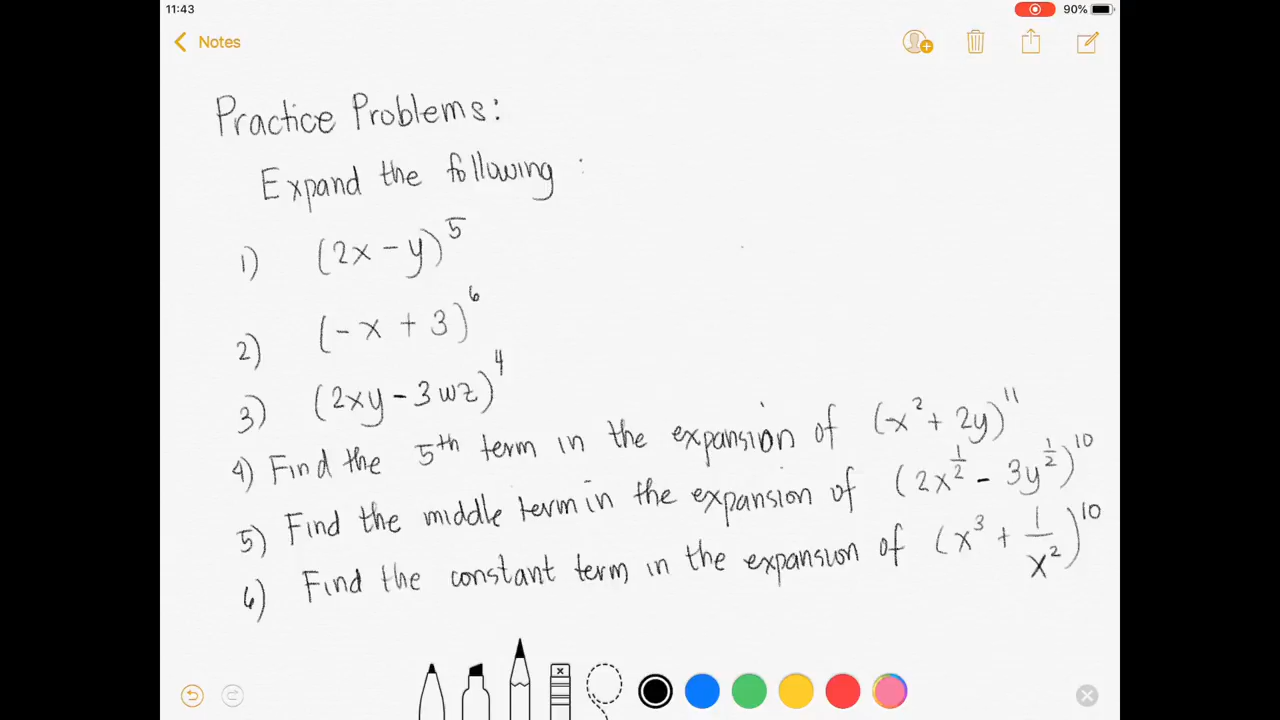 11:43
90%
Notes
Practice Problems:
Expand the following :
1) (2x - y)^5
2) (-x + 3)^6
3) (2xy - 3wz)^4
4) Find the 5th term in the expansion of (x^2 + 2y)^11
5) Find the middle term in the expansion of (2x^{1/2} - 3y^{1/2})^10
6) Find the constant term in the expansion of (x^3 + 1/x^2)^10